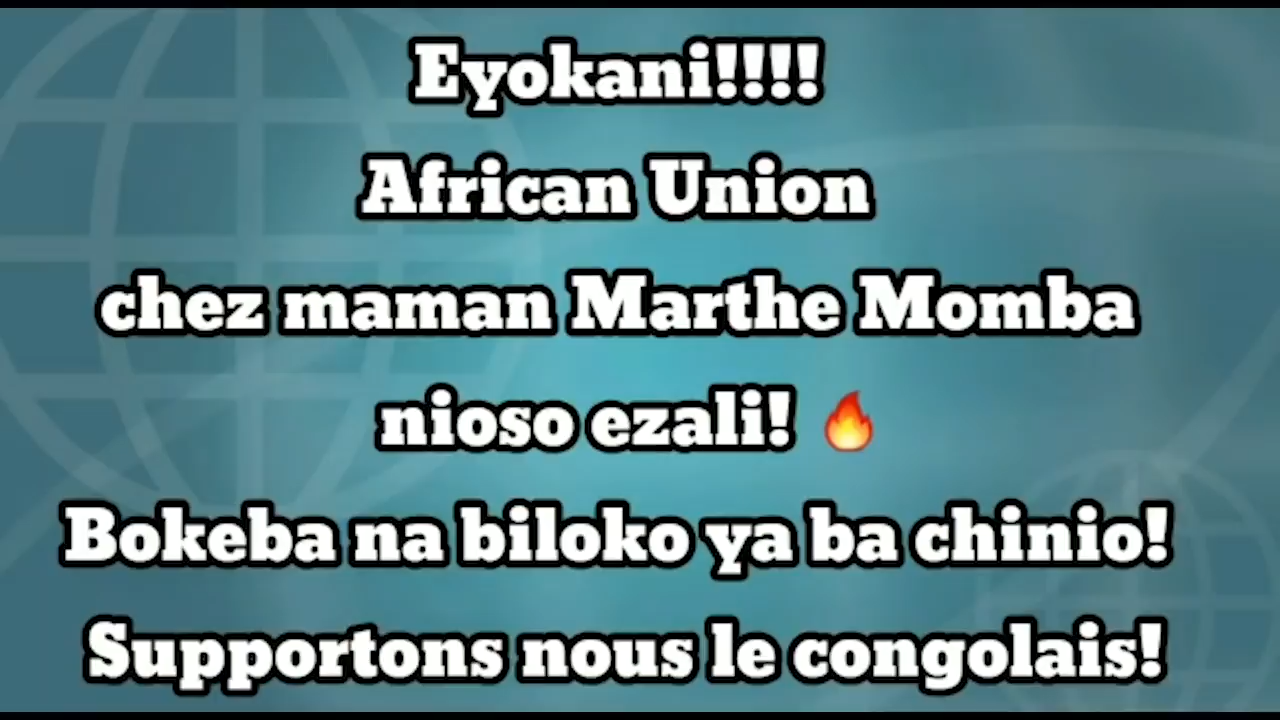 Eyokani!!!!
African Union
chez maman Marthe Momba
nioso ezali! 🔥
Bokeba na biloko ya ba chinio!
Supportons nous le congolais!